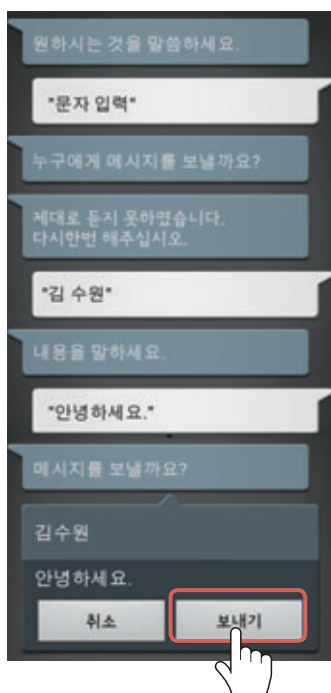 원하시는 것을 말씀하세요.
"문자 입력"
누구에게 메시지를 보낼까요?
제대로 듣지 못하였습니다.
다시한번 해주십시오.
"김 수원"
내용을 말하세요.
"안녕하세요."
메시지를 보낼까요?
김수원
안녕하세요.
취소 보내기